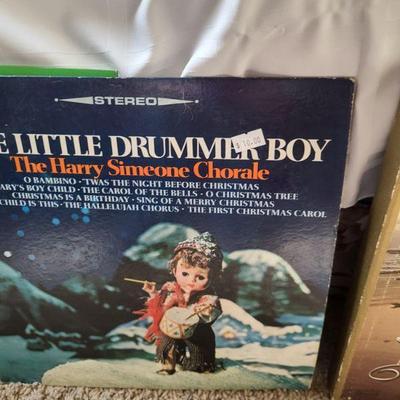 STEREO
E LITTLE DRUMMER BOY
$10.00
The Harry Simeone Chorale
O BAMBINO · 'TWAS THE NIGHT BEFORE CHRISTMAS
ARY'S BOY CHILD · THE CAROL OF THE BELLS · O CHRISTMAS TREE
CHRISTMAS IS A BIRTHDAY · SING OF A MERRY CHRISTMAS
CHILD IS THIS · THE HALLELUJAH CHORUS · THE FIRST CHRISTMAS CAROL